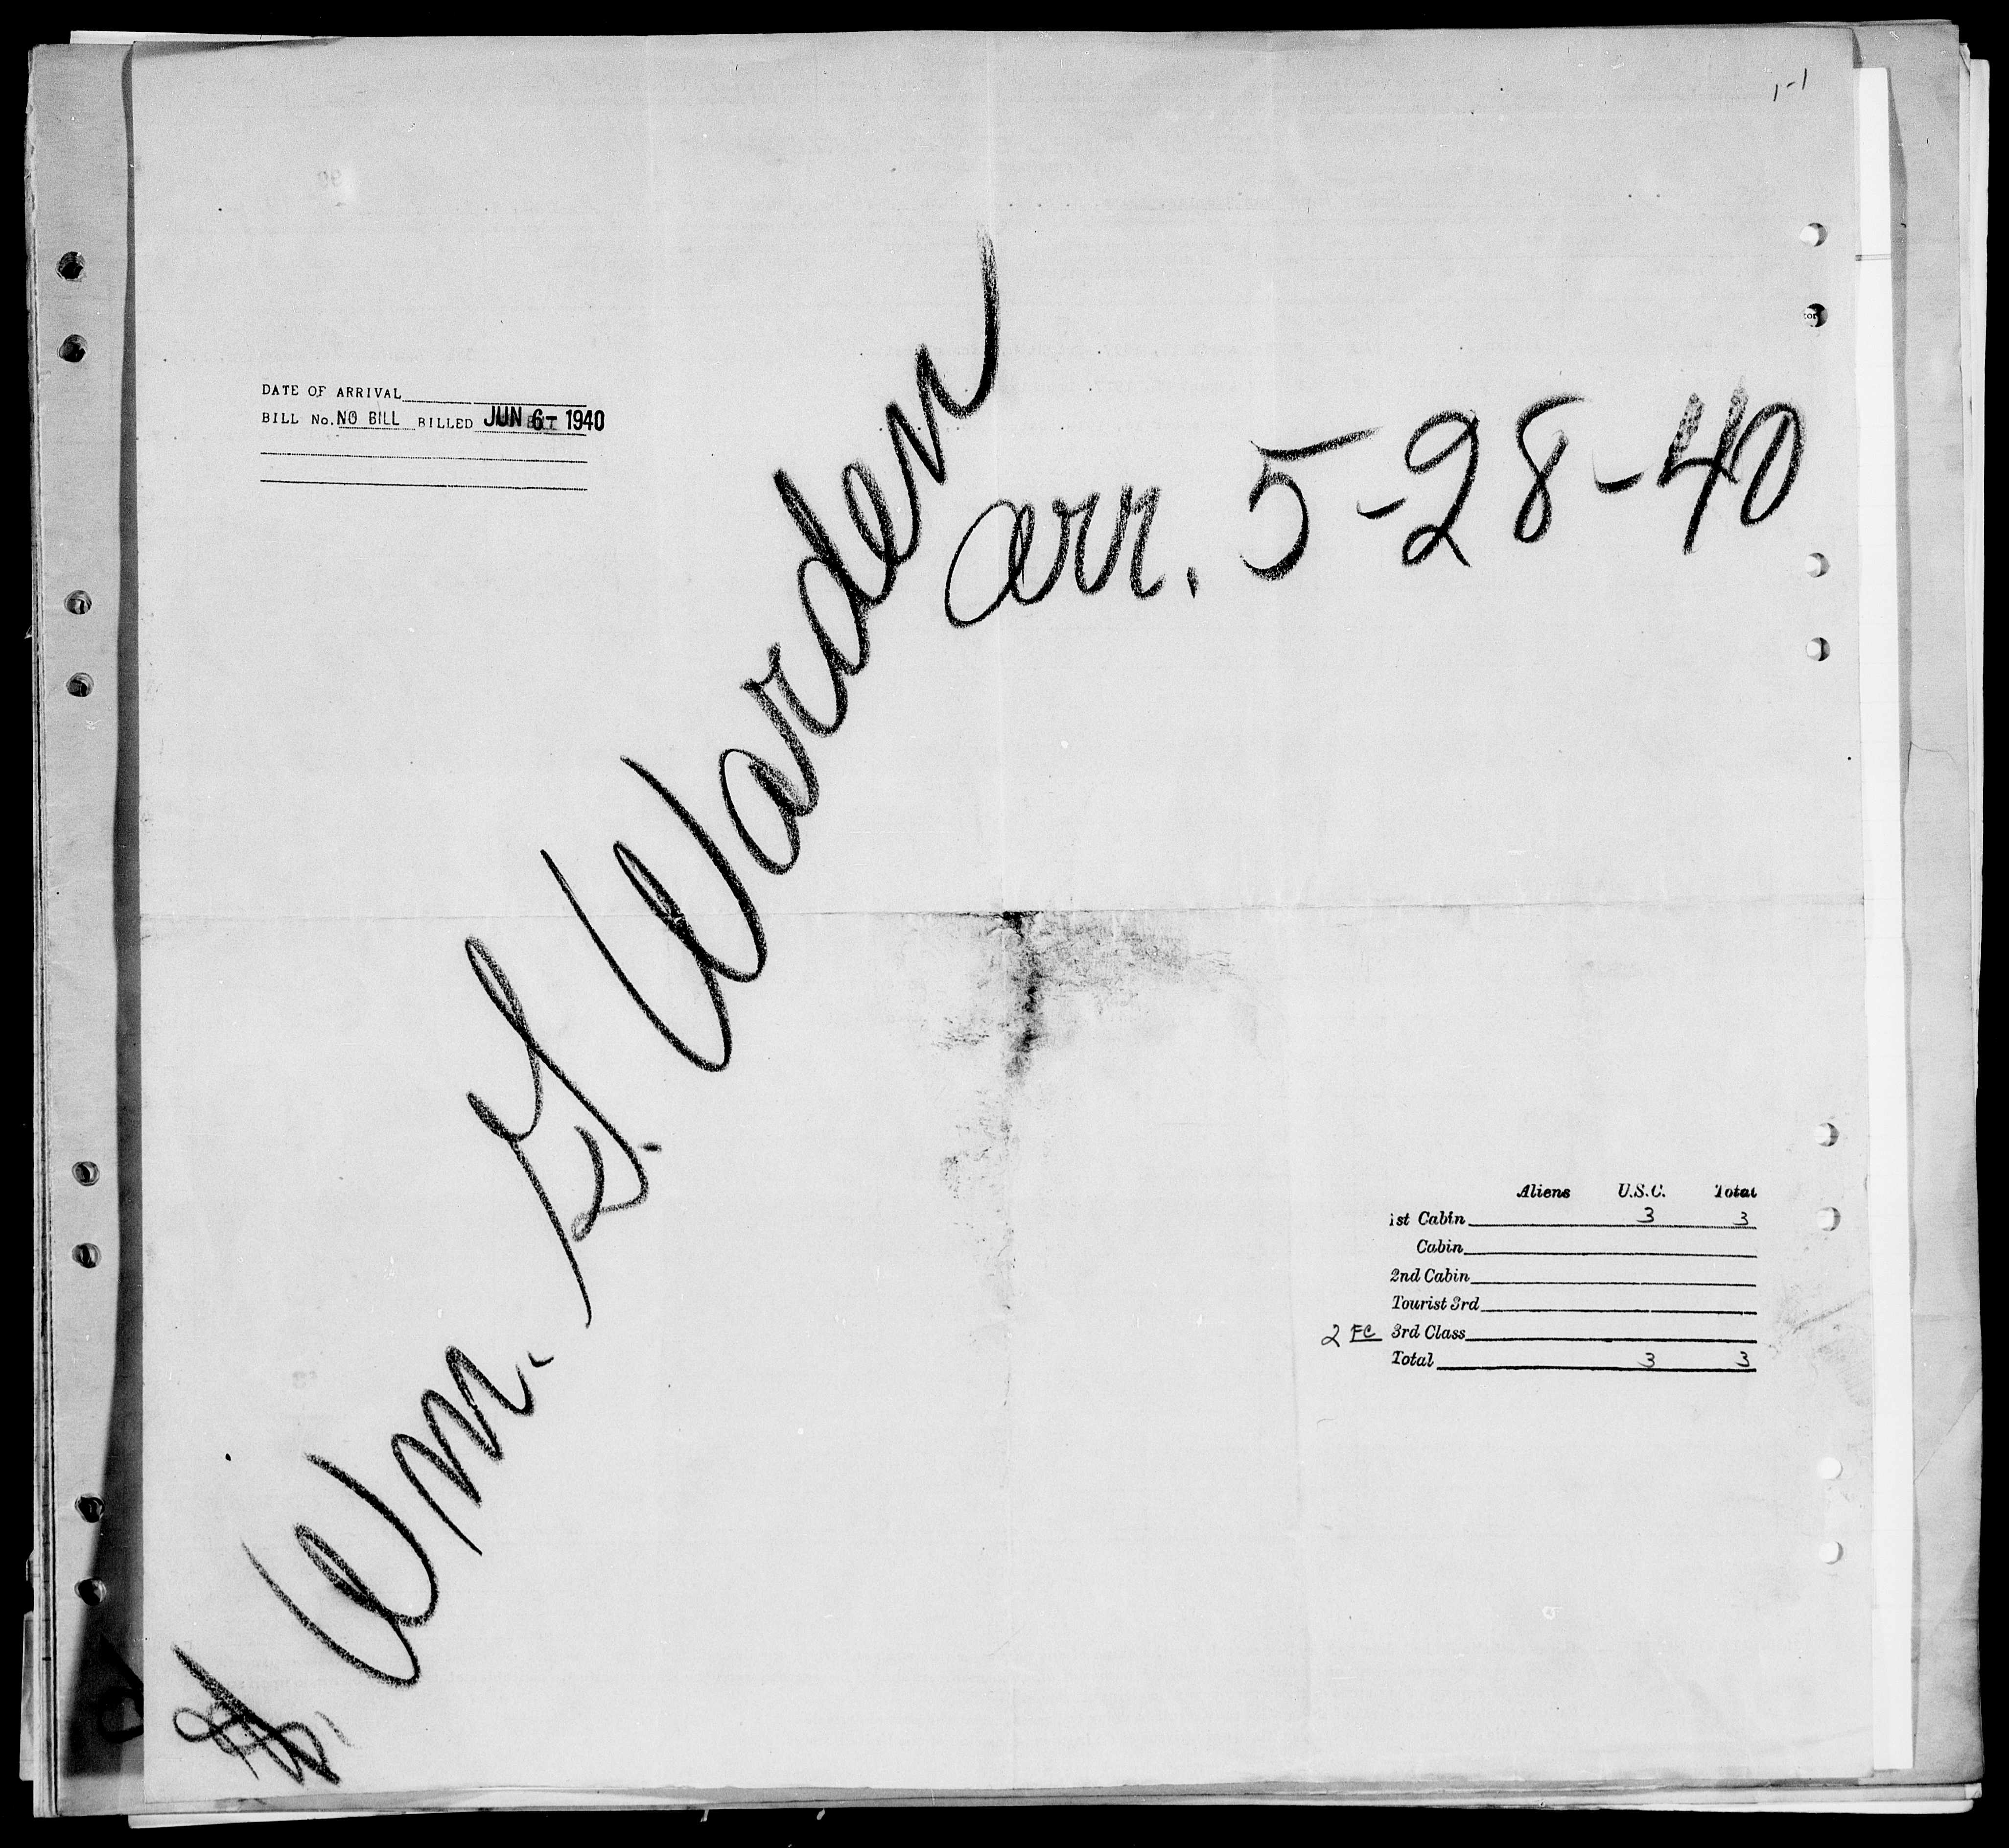 1-1
DATE OF ARRIVAL
BILL No. NO BILL BILLED JUN 6- 1940
arr. 5-28-40
Wm. G. Warden
Aliens U.S.C. Total
1st Cabin 3 3
Cabin
2nd Cabin
Tourist 3rd
2 FC 3rd Class
Total 3 3